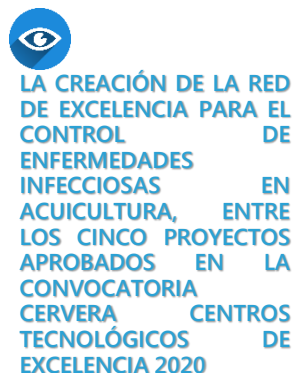 LA CREACIÓN DE LA RED
DE EXCELENCIA PARA EL
CONTROL DE
ENFERMEDADES
INFECCIOSAS EN
ACUICULTURA, ENTRE
LOS CINCO PROYECTOS
APROBADOS EN LA
CONVOCATORIA
CERVERA CENTROS
TECNOLÓGICOS DE
EXCELENCIA 2020